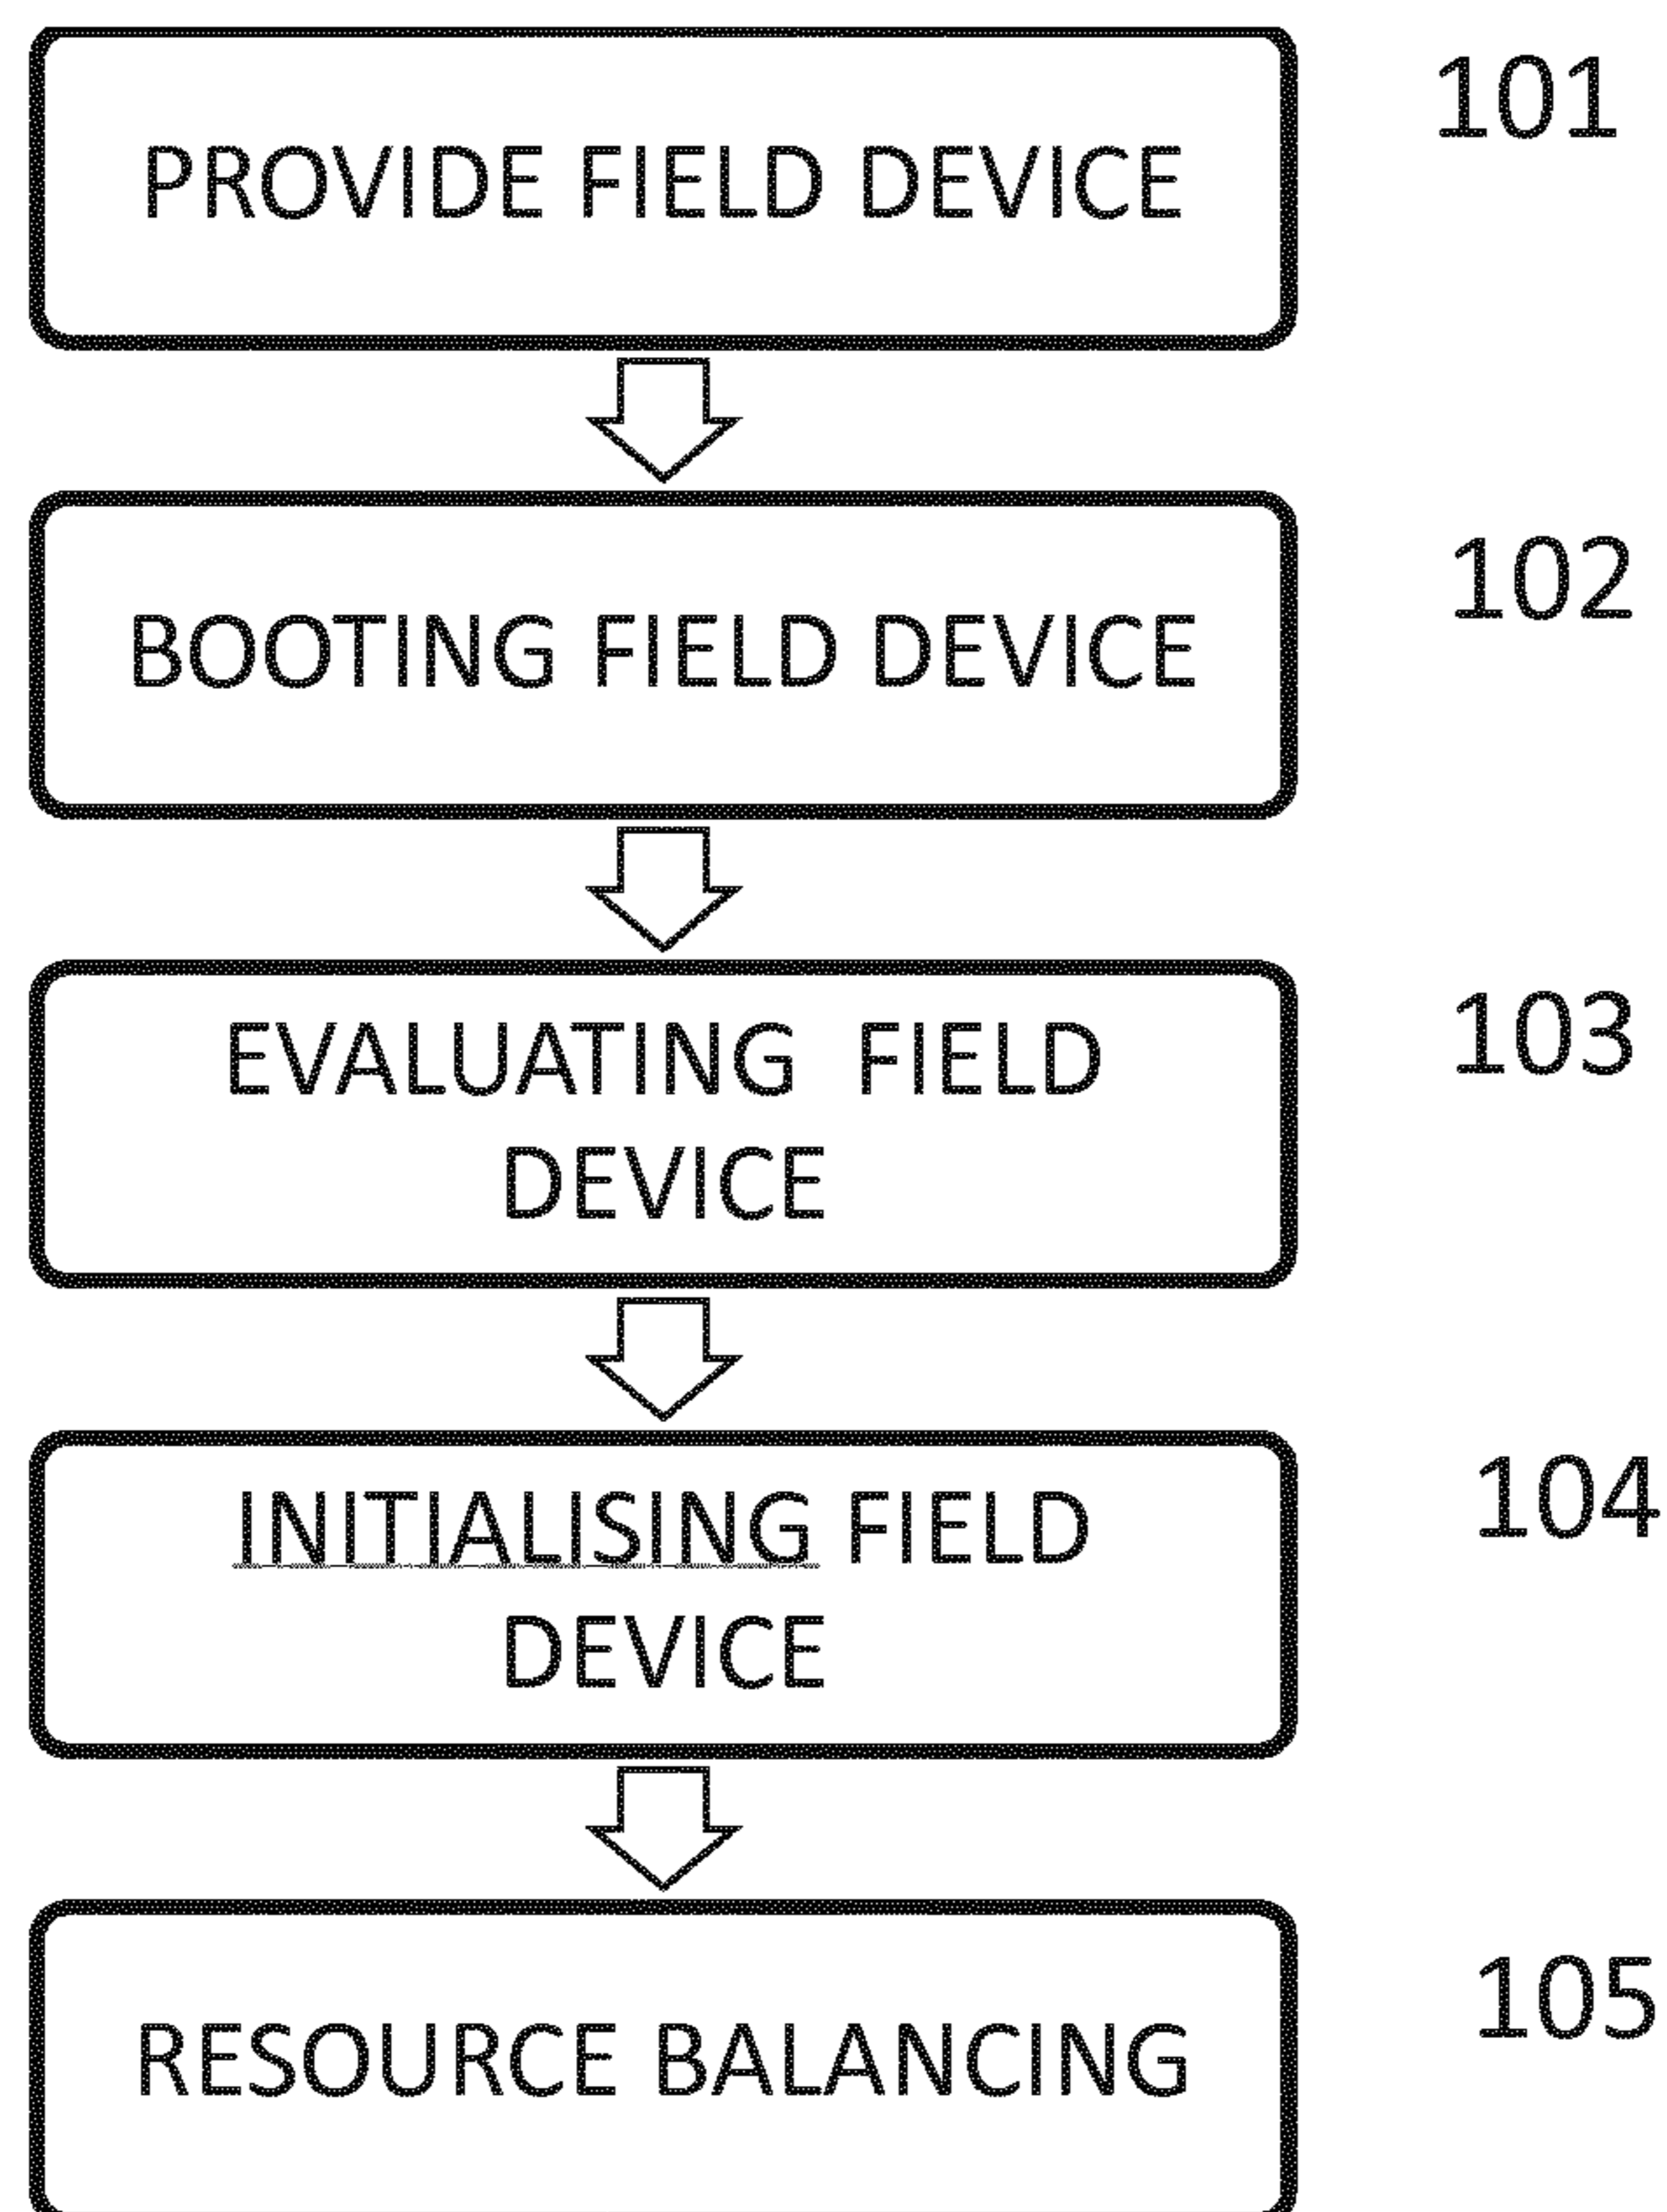 PROVIDE FIELD DEVICE
101
BOOTING FIELD DEVICE
102
EVALUATING FIELD
DEVICE
103
INITIALISING FIELD
DEVICE
104
RESOURCE BALANCING
105